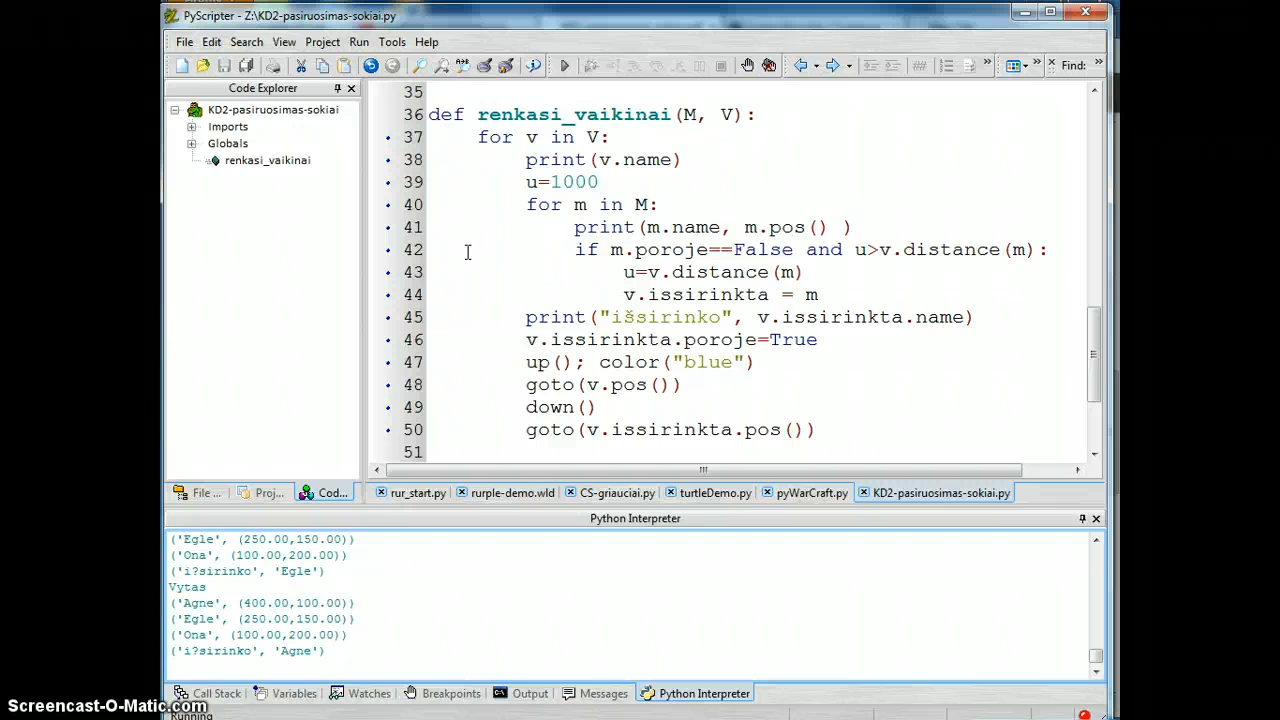 PyScripter - Z:\KD2-pasiruosimas-sokiai.py
File Edit Search View Project Run Tools Help
Find:
Code Explorer
KD2-pasiruosimas-sokiai
Imports
Globals
renkasi_vaikinai
35
36 def renkasi_vaikinai(M, V):
37 for v in V:
38 print(v.name)
39 u=1000
40 for m in M:
41 print(m.name, m.pos() )
42 if m.poroje==False and u>v.distance(m):
43 u=v.distance(m)
44 v.issirinkta = m
45 print("išsirinko", v.issirinkta.name)
46 v.issirinkta.poroje=True
47 up(); color("blue")
48 goto(v.pos())
49 down()
50 goto(v.issirinkta.pos())
51
File ... Proj... Cod...
rur_start.py rurple-demo.wld CS-griauciai.py turtleDemo.py pyWarCraft.py KD2-pasiruosimas-sokiai.py
Python Interpreter
('Egle', (250.00,150.00))
('Ona', (100.00,200.00))
('i?sirinko', 'Egle')
Vytas
('Agne', (400.00,100.00))
('Egle', (250.00,150.00))
('Ona', (100.00,200.00))
('i?sirinko', 'Agne')
Call Stack Variables Watches Breakpoints Output Messages Python Interpreter
Screencast-O-Matic.com
Running